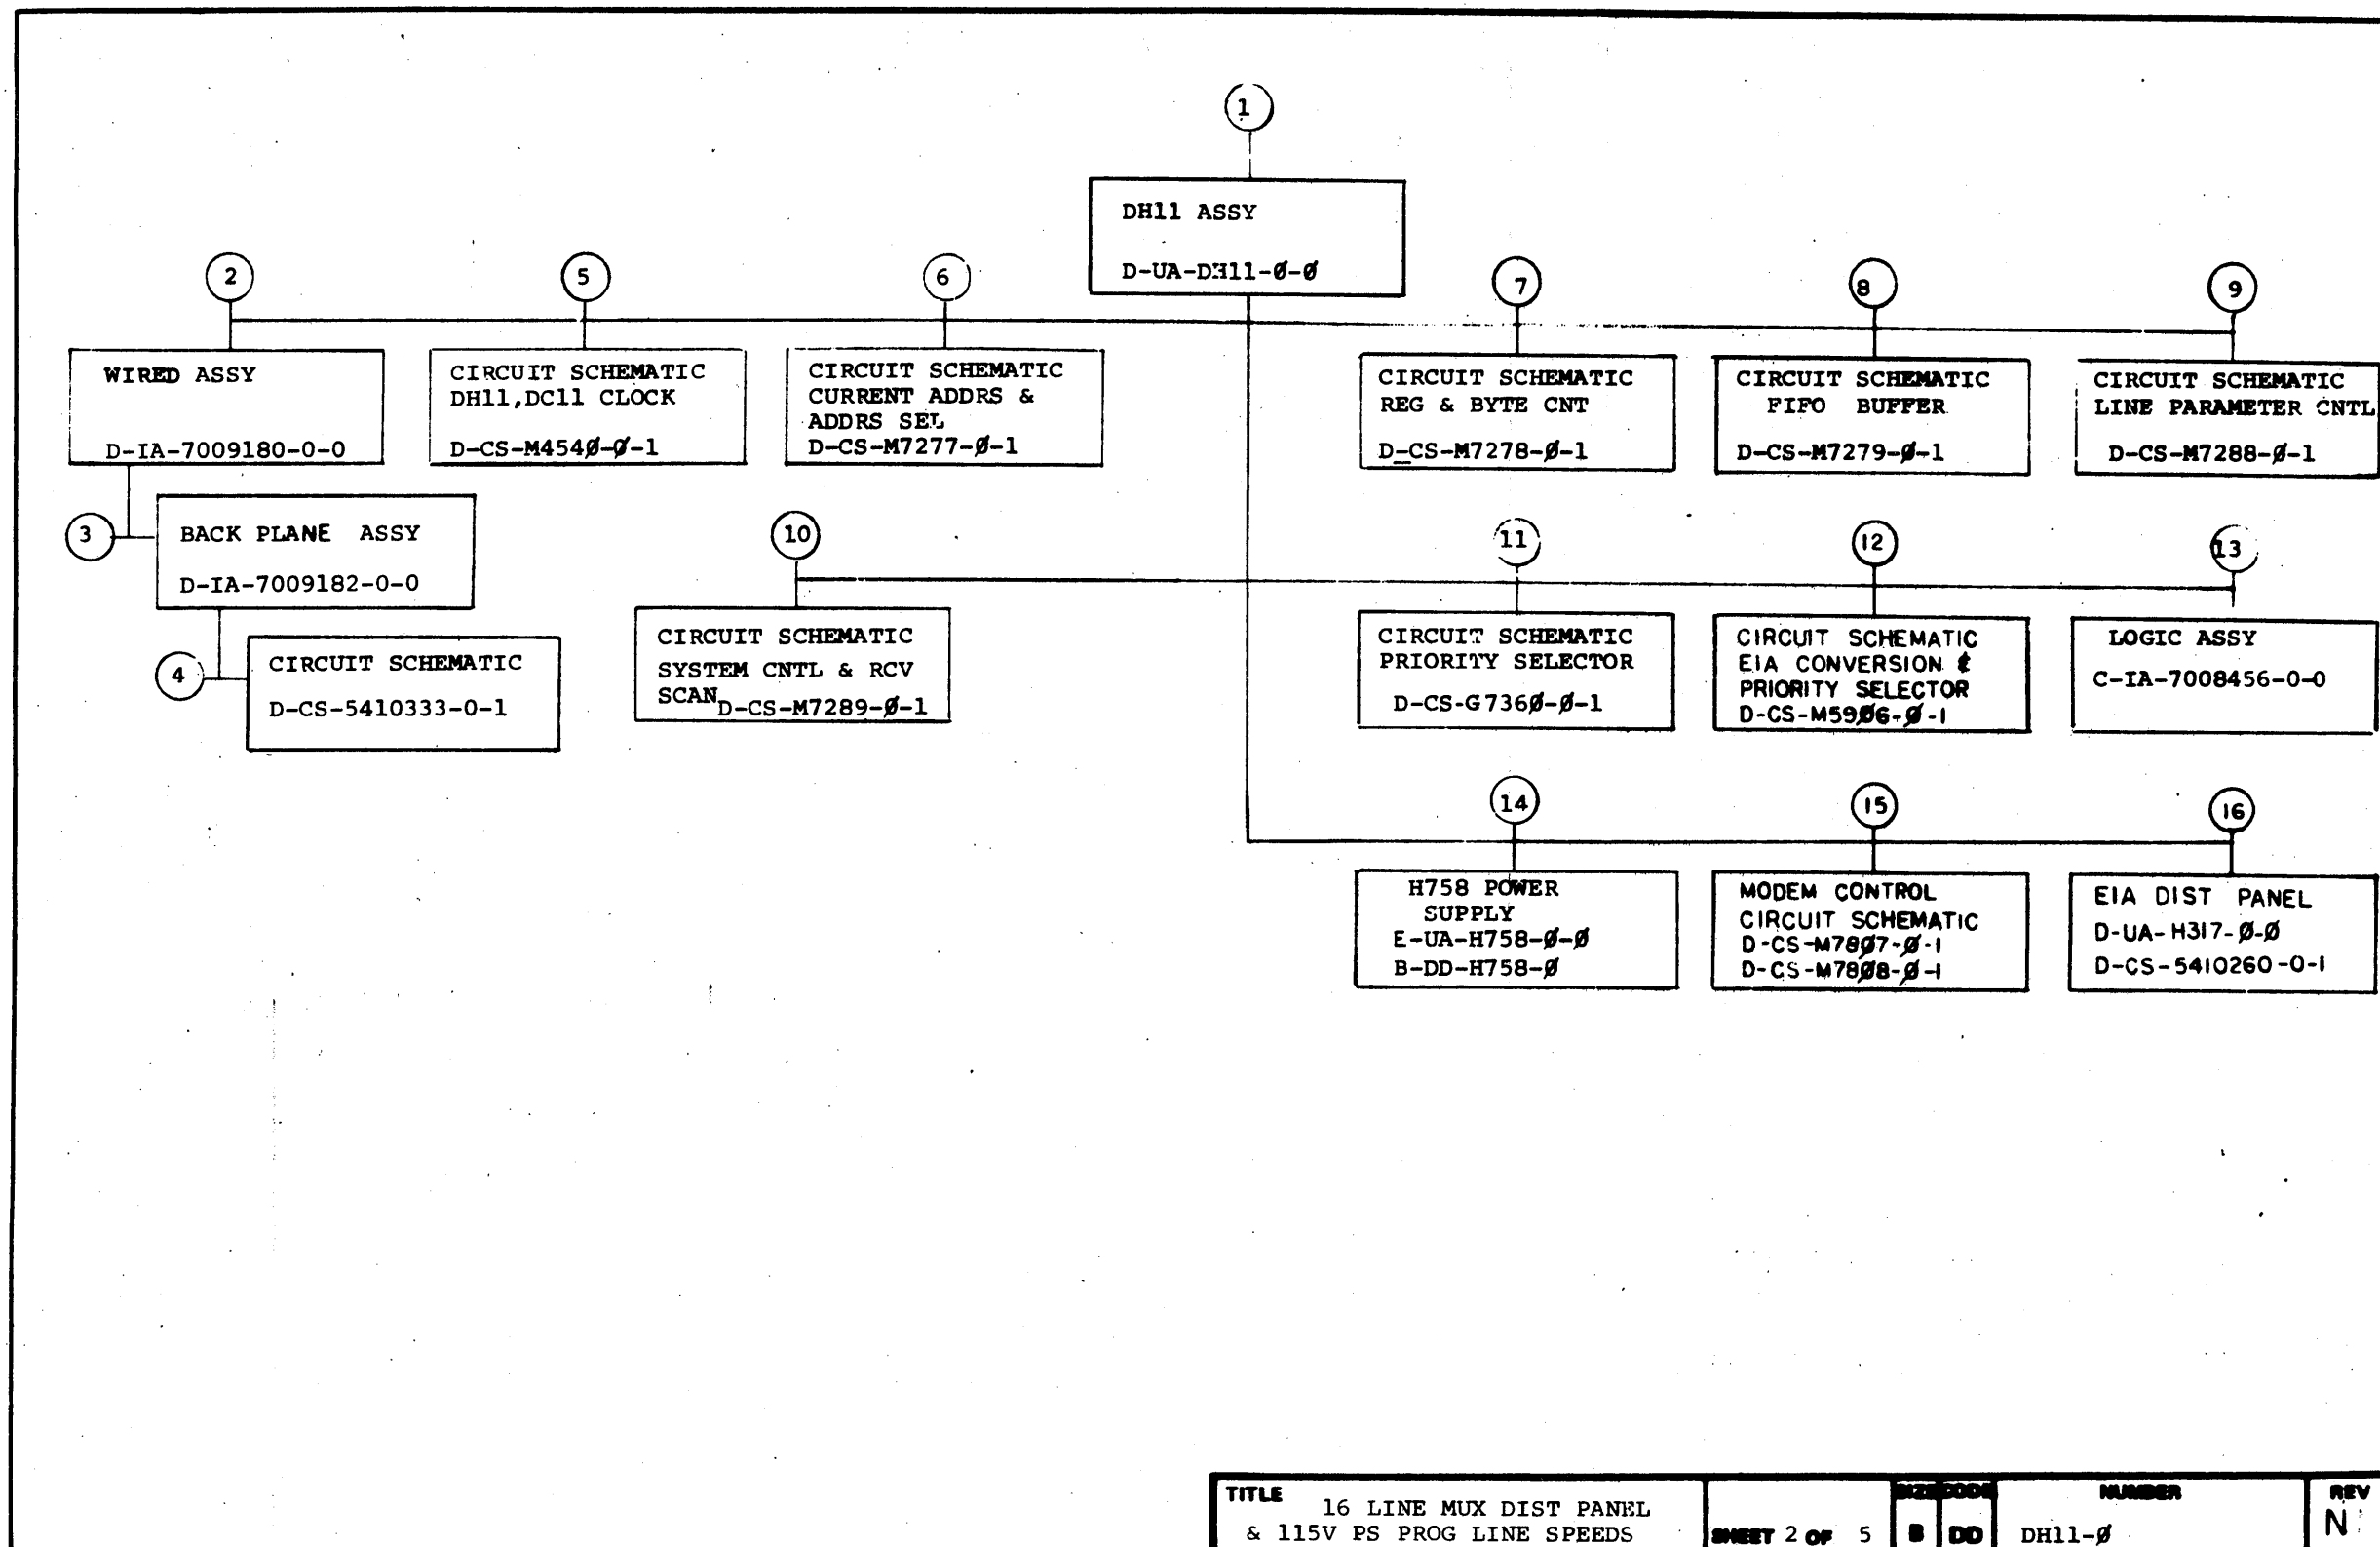 1
DH11 ASSY
D-UA-DH11-Ø-Ø
2
WIRED ASSY
D-IA-7009180-0-0
3
BACK PLANE ASSY
D-IA-7009182-0-0
4
CIRCUIT SCHEMATIC
D-CS-5410333-0-1
5
CIRCUIT SCHEMATIC
DH11,DC11 CLOCK
D-CS-M454Ø-Ø-1
6
CIRCUIT SCHEMATIC
CURRENT ADDRS &
ADDRS SEL
D-CS-M7277-Ø-1
7
CIRCUIT SCHEMATIC
REG & BYTE CNT
D-CS-M7278-Ø-1
8
CIRCUIT SCHEMATIC
FIFO BUFFER
D-CS-M7279-Ø-1
9
CIRCUIT SCHEMATIC
LINE PARAMETER CNTL
D-CS-M7288-Ø-1
10
CIRCUIT SCHEMATIC
SYSTEM CNTL & RCV
SCAN
D-CS-M7289-Ø-1
11
CIRCUIT SCHEMATIC
PRIORITY SELECTOR
D-CS-G736Ø-Ø-1
12
CIRCUIT SCHEMATIC
EIA CONVERSION &
PRIORITY SELECTOR
D-CS-M59Ø6-Ø-1
13
LOGIC ASSY
C-IA-7008456-0-0
14
H758 POWER
SUPPLY
E-UA-H758-Ø-Ø
B-DD-H758-Ø
15
MODEM CONTROL
CIRCUIT SCHEMATIC
D-CS-M78Ø7-Ø-1
D-CS-M78Ø8-Ø-1
16
EIA DIST PANEL
D-UA-H317-Ø-Ø
D-CS-5410260-0-1
TITLE
16 LINE MUX DIST PANEL
& 115V PS PROG LINE SPEEDS
SHEET 2 OF 5
SIZE
B
CODE
DD
NUMBER
DH11-Ø
REV
N